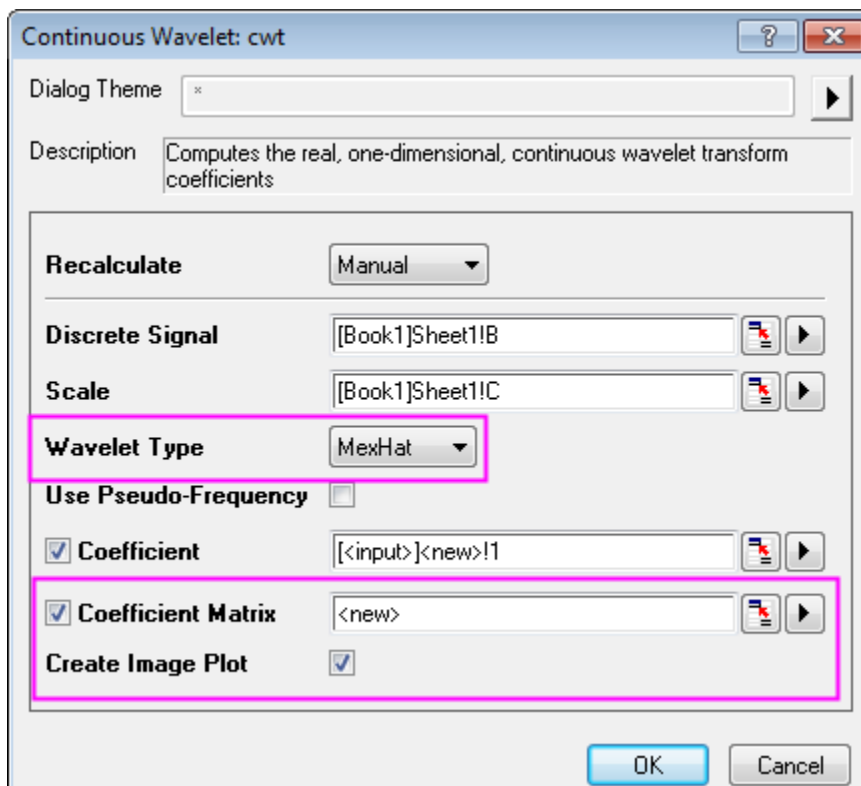 Continuous Wavelet: cwt
?
Dialog Theme *
Description Computes the real, one-dimensional, continuous wavelet transform
coefficients
Recalculate Manual
Discrete Signal [Book1]Sheet1!B
Scale [Book1]Sheet1!C
Wavelet Type MexHat
Use Pseudo-Frequency
Coefficient [<input>]<new>!1
Coefficient Matrix <new>
Create Image Plot
OK Cancel